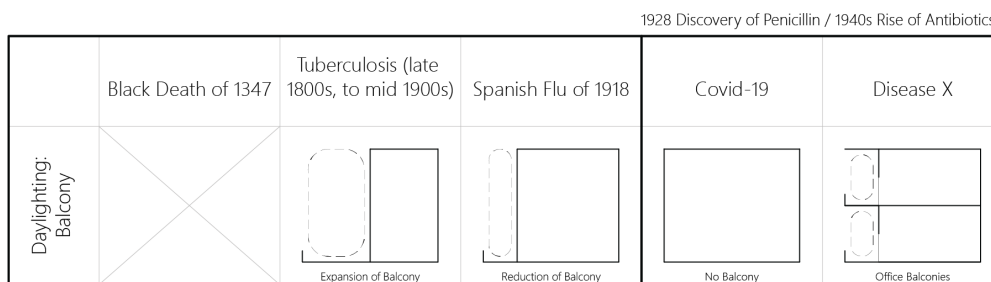 1928 Discovery of Penicillin / 1940s Rise of Antibiotics
Black Death of 1347
Tuberculosis (late
1800s, to mid 1900s)
Spanish Flu of 1918
Covid-19
Disease X
Daylighting:
Balcony
Expansion of Balcony
Reduction of Balcony
No Balcony
Office Balconies